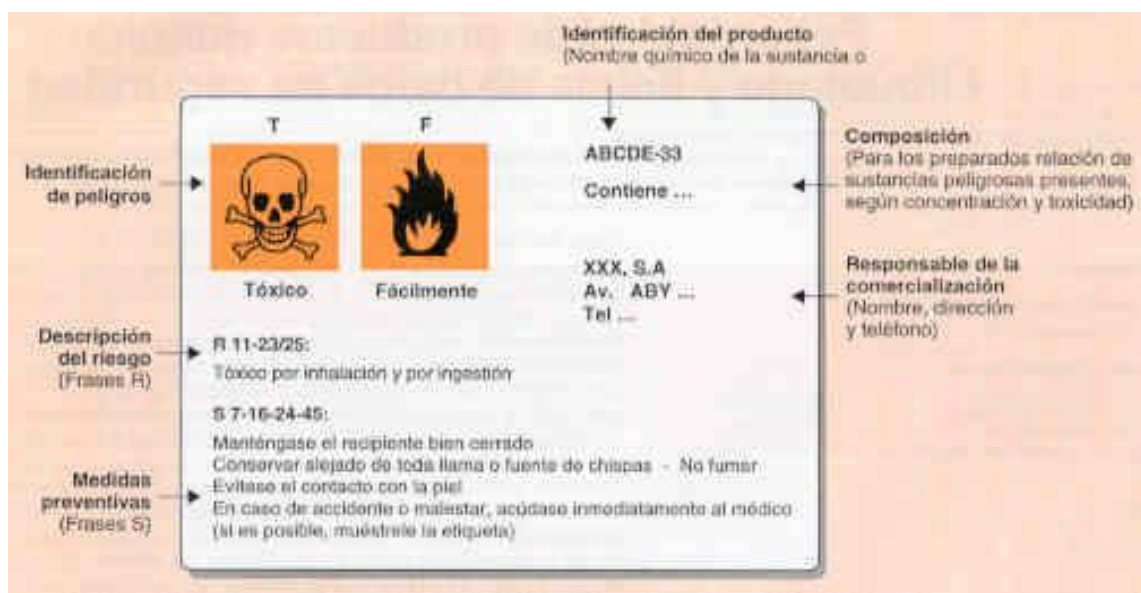 Identificación del producto
(Nombre químico de la sustancia o
T
F
ABCDE-33
Contiene ...
Composición
(Para los preparados relación de
sustancias peligrosas presentes,
según concentración y toxicidad)
Identificación
de peligros
Tóxico
Fácilmente
XXX, S.A
Av. ABY ...
Tel ...
Responsable de la
comercialización
(Nombre, dirección
y teléfono)
Descripción
del riesgo
(Frases R)
R 11-23/25:
Tóxico por inhalación y por ingestión
S 7-16-24-45:
Manténgase el recipiente bien cerrado
Conservar alejado de toda llama o fuente de chispas - No fumar
Evítase el contacto con la piel
En caso de accidente o malestar, acúdase inmediatamente al médico
(si es posible, muéstrele la etiqueta)
Medidas
preventivas
(Frases S)